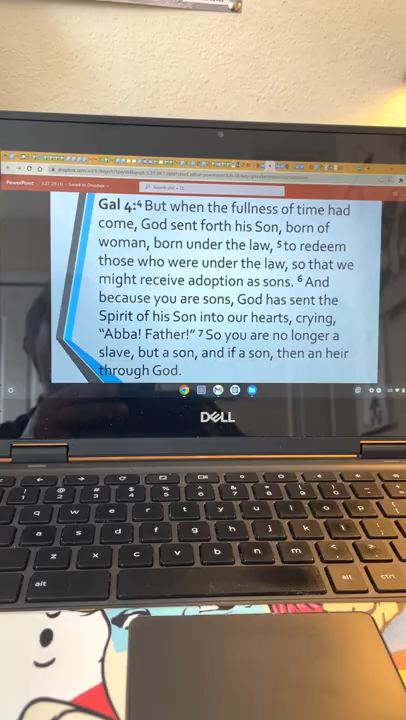 PowerPoint
Gal 4:4 But when the fullness of time had
come, God sent forth his Son, born of
woman, born under the law, 5 to redeem
those who were under the law, so that we
might receive adoption as sons. 6 And
because you are sons, God has sent the
Spirit of his Son into our hearts, crying,
“Abba! Father!” 7 So you are no longer a
slave, but a son, and if a son, then an heir
through God.
DELL
q w e r t y u i o p
a s d f g h j k l
z x c v b n m
alt alt ctrl